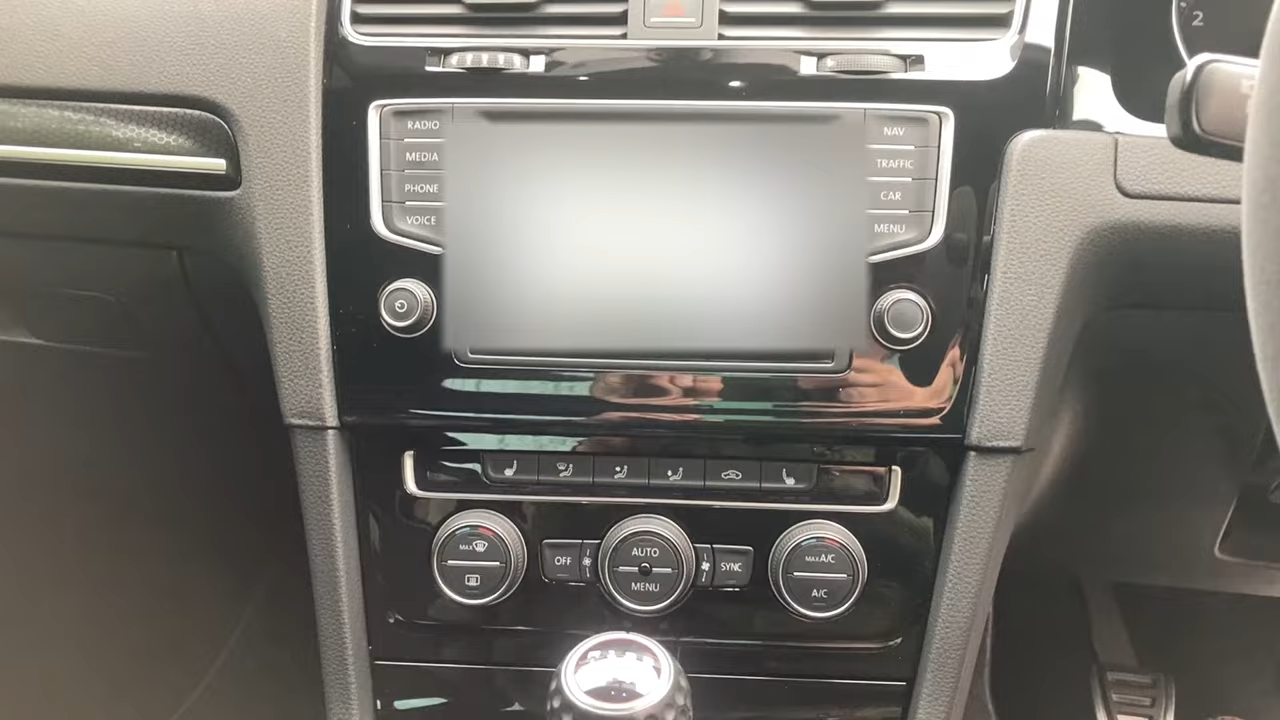 2
RADIO
NAV
MEDIA
TRAFFIC
PHONE
CAR
VOICE
MENU
MAX
OFF
AUTO
MENU
SYNC
MAX A/C
A/C